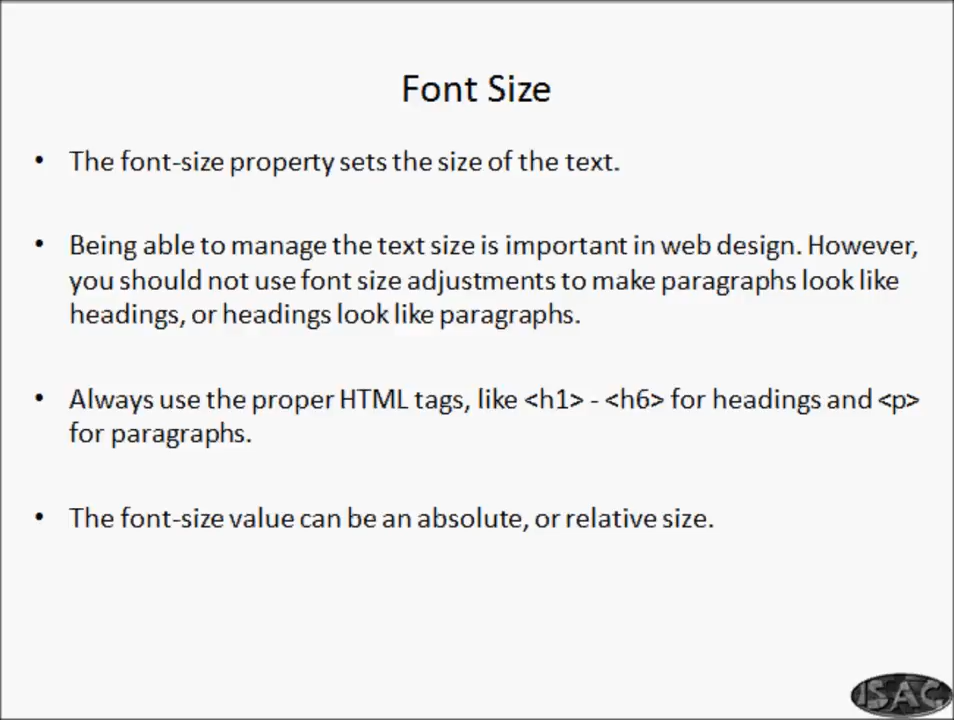 Font Size
• The font-size property sets the size of the text.
• Being able to manage the text size is important in web design. However,
you should not use font size adjustments to make paragraphs look like
headings, or headings look like paragraphs.
• Always use the proper HTML tags, like <h1> - <h6> for headings and <p>
for paragraphs.
• The font-size value can be an absolute, or relative size.
ISAC